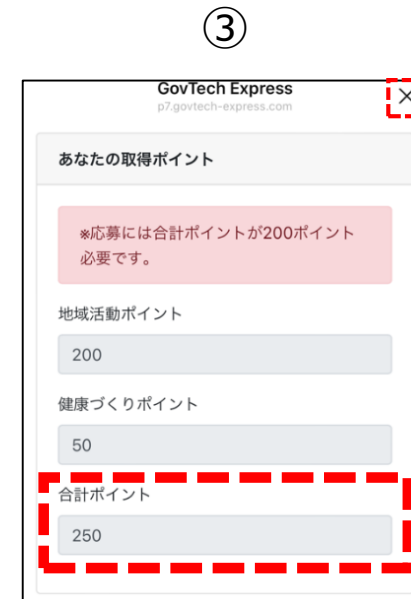 ③
GovTech Express
p7.govtech-express.com
あなたの取得ポイント
※応募には合計ポイントが200ポイント
必要です。
地域活動ポイント
200
健康づくりポイント
50
合計ポイント
250